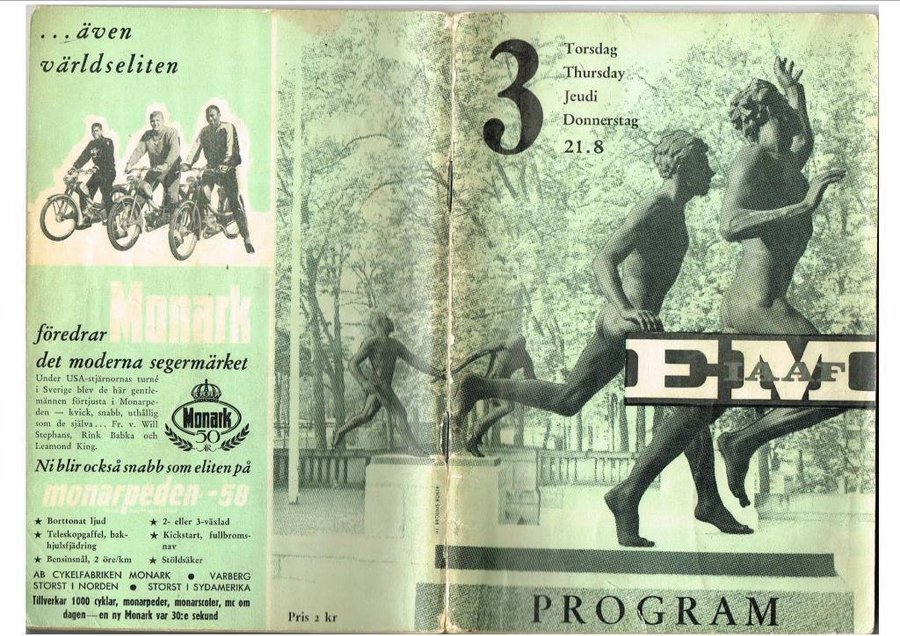 ...även
världseliten
föredrar Monark
det moderna segermärket
Under USA-stjärnornas turné
i Sverige blev de här gentle-
männen förtjusta i Monarpe-
den — kvick, snabb, uthållig
som de själva... Fr. v. Will
Stephans, Rink Babka och
Leamond King.
Monark
50
ÅR
Ni blir också snabb som eliten på
monarpeden -58
★ Borttonat ljud
★ Teleskopgaffel, bak-
hjulsfjädring
★ Bensinsnål, 2 öre/km
★ 2- eller 3-växlad
★ Kickstart, fullbroms-
nav
★ Stöldsäker
AB CYKELFABRIKEN MONARK ● VARBERG
STÖRST I NORDEN ● STÖRST I SYDAMERIKA
Tillverkar 1000 cyklar, monarpeder, monarscoter, mc om
dagen — en ny Monark var 30:e sekund
Pris 2 kr
3
Torsdag
Thursday
Jeudi
Donnerstag
21.8
EM
IAAF
PROGRAM